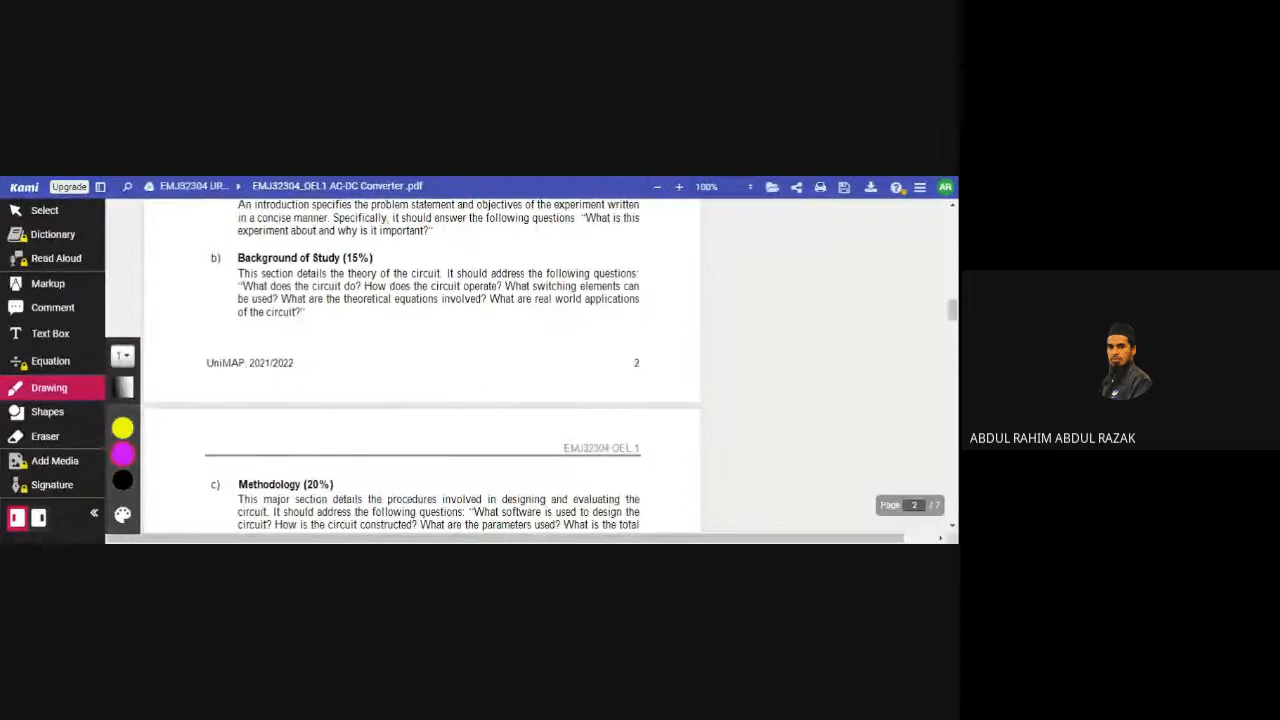 Kami
Upgrade
EMJ32304 UR...
EMJ32304_OEL1 AC-DC Converter .pdf
100%
AR
Select
Dictionary
Read Aloud
Markup
Comment
Text Box
Equation
Drawing
Shapes
Eraser
Add Media
Signature
1
An introduction specifies the problem statement and objectives of the experiment written
in a concise manner. Specifically, it should answer the following questions "What is this
experiment about and why is it important?"
b) Background of Study (15%)
This section details the theory of the circuit. It should address the following questions:
"What does the circuit do? How does the circuit operate? What switching elements can
be used? What are the theoretical equations involved? What are real world applications
of the circuit?"
UniMAP, 2021/2022 2
EMJ32304 OEL 1
c) Methodology (20%)
This major section details the procedures involved in designing and evaluating the
circuit. It should address the following questions: "What software is used to design the
circuit? How is the circuit constructed? What are the parameters used? What is the total
Page 2 / 7
ABDUL RAHIM ABDUL RAZAK